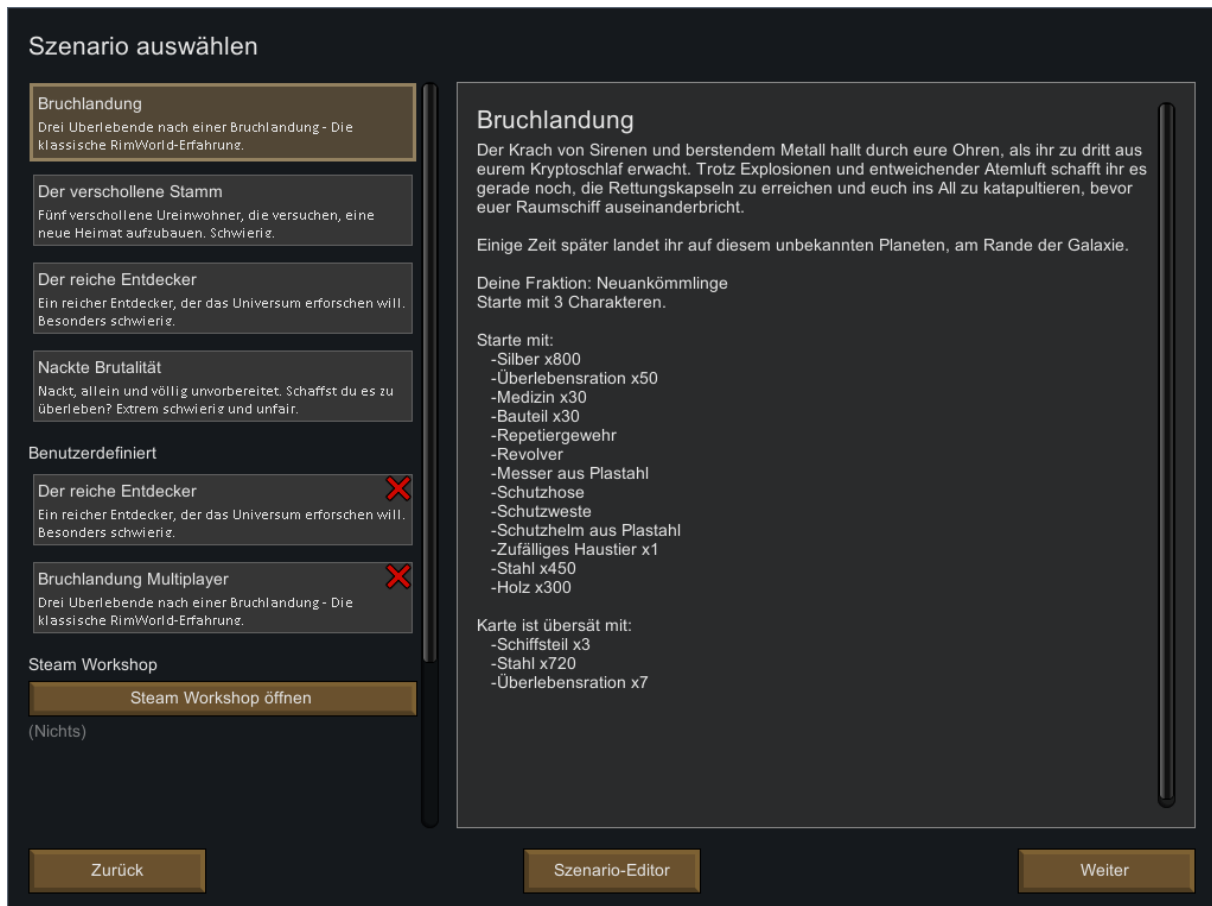 Szenario auswählen
Bruchlandung
Drei Uberlebende nach einer Bruchlandung - Die
klassische RimWorld-Erfahrung.
Der verschollene Stamm
Fünf verschollene Ureinwohner, die versuchen, eine
neue Heimat aufzubauen. Schwierig.
Der reiche Entdecker
Ein reicher Entdecker, der das Universum erforschen will.
Besonders schwierig.
Nackte Brutalität
Nackt, allein und völlig unvorbereitet. Schaffst du es zu
überleben? Extrem schwierig und unfair.
Benutzerdefiniert
Der reiche Entdecker
Ein reicher Entdecker, der das Universum erforschen will.
Besonders schwierig.
Bruchlandung Multiplayer
Drei Uberlebende nach einer Bruchlandung - Die
klassische RimWorld-Erfahrung.
Steam Workshop
Steam Workshop öffnen
(Nichts)
Bruchlandung
Der Krach von Sirenen und berstendem Metall hallt durch eure Ohren, als ihr zu dritt aus
eurem Kryptoschlaf erwacht. Trotz Explosionen und entweichender Atemluft schafft ihr es
gerade noch, die Rettungskapseln zu erreichen und euch ins All zu katapultieren, bevor
euer Raumschiff auseinanderbricht.
Einige Zeit später landet ihr auf diesem unbekannten Planeten, am Rande der Galaxie.
Deine Fraktion: Neuankömmlinge
Starte mit 3 Charakteren.
Starte mit:
-Silber x800
-Überlebensration x50
-Medizin x30
-Bauteil x30
-Repetiergewehr
-Revolver
-Messer aus Plastahl
-Schutzhose
-Schutzweste
-Schutzhelm aus Plastahl
-Zufälliges Haustier x1
-Stahl x450
-Holz x300
Karte ist übersät mit:
-Schiffsteil x3
-Stahl x720
-Überlebensration x7
Zurück
Szenario-Editor
Weiter